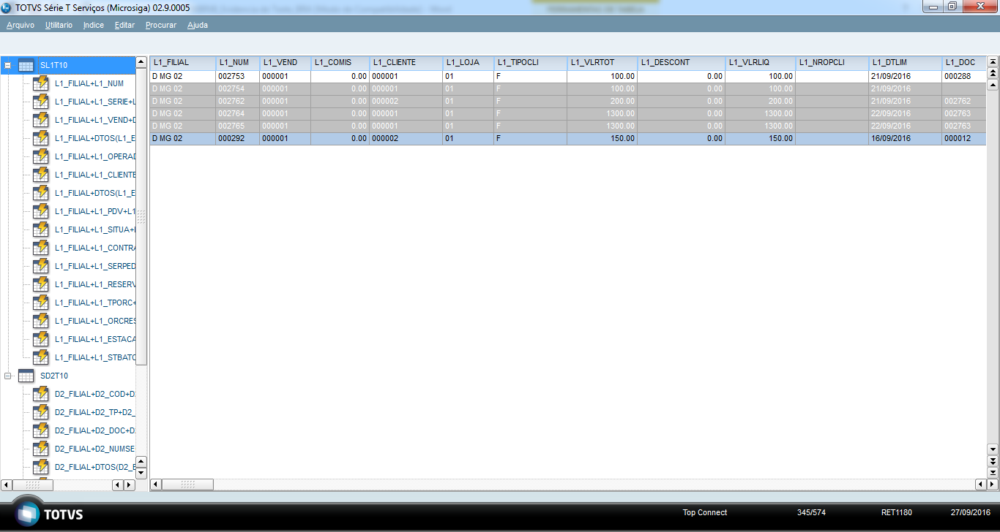 TOTVS Série T Serviços (Microsiga) 02.9.0005
Arquivo Utilitario Indice Editar Procurar Ajuda
SL1T10
L1_FILIAL+L1_NUM
L1_FILIAL+L1_SERIE+L
L1_FILIAL+L1_VEND+D
L1_FILIAL+DTOS(L1_E
L1_FILIAL+L1_OPERAD
L1_FILIAL+L1_CLIENTE
L1_FILIAL+DTOS(L1_E
L1_FILIAL+L1_PDV+L1
L1_FILIAL+L1_SITUA+
L1_FILIAL+L1_CONTRA
L1_FILIAL+L1_SERPED
L1_FILIAL+L1_RESERV
L1_FILIAL+L1_TPORC+
L1_FILIAL+L1_ORCRES
L1_FILIAL+L1_ESTACA
L1_FILIAL+L1_STBATC
SD2T10
D2_FILIAL+D2_COD+D
D2_FILIAL+D2_TP+D2_
D2_FILIAL+D2_DOC+D
D2_FILIAL+D2_NUMSE
D2_FILIAL+DTOS(D2_E
L1_FILIAL L1_NUM L1_VEND L1_COMIS L1_CLIENTE L1_LOJA L1_TIPOCLI L1_VLRTOT L1_DESCONT L1_VLRLIQ L1_NROPCLI L1_DTLIM L1_DOC
D MG 02 002753 000001 0.00 000001 01 F 100.00 0.00 100.00 21/09/2016 000288
D MG 02 002754 000001 0.00 000001 01 F 100.00 0.00 100.00 21/09/2016
D MG 02 002762 000001 0.00 000002 01 F 200.00 0.00 200.00 21/09/2016 002762
D MG 02 002764 000001 0.00 000001 01 F 1300.00 0.00 1300.00 22/09/2016 002763
D MG 02 002765 000001 0.00 000001 01 F 1300.00 0.00 1300.00 22/09/2016 002763
D MG 02 000292 000001 0.00 000002 01 F 150.00 0.00 150.00 16/09/2016 000012
TOTVS
Top Connect 345/574 RET1180 27/09/2016